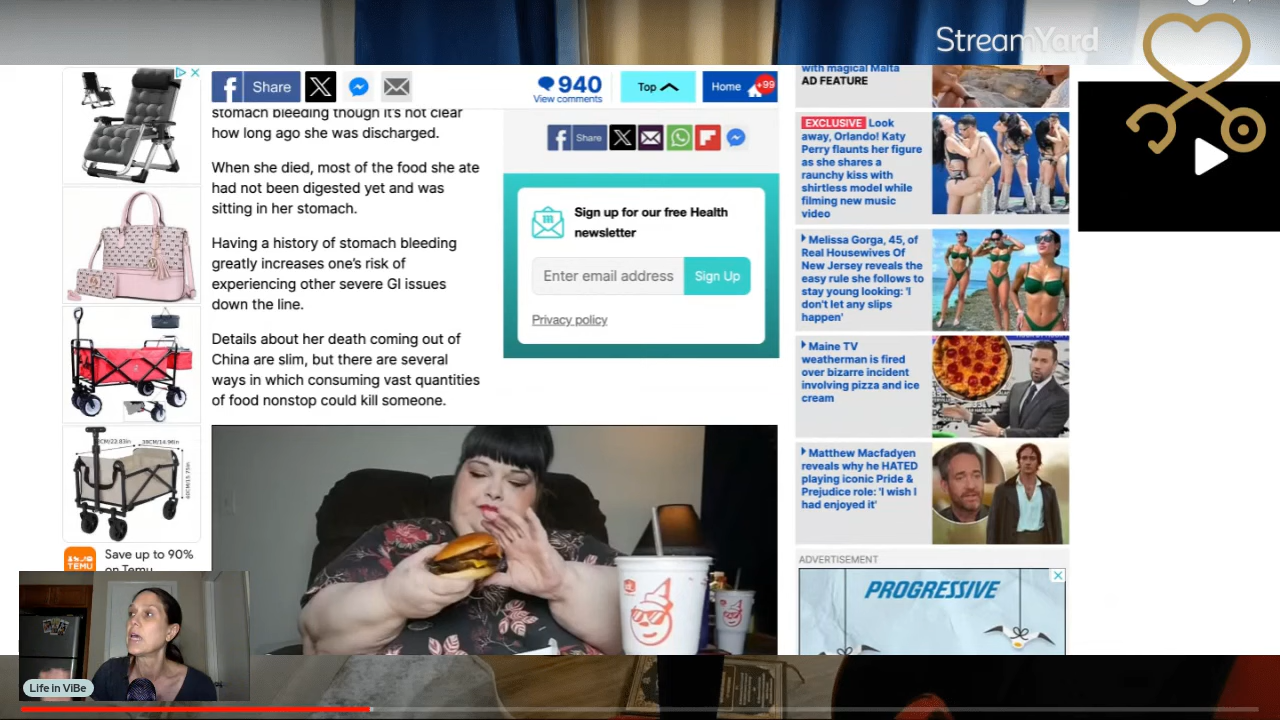 StreamYard
Share
940
View comments
Top
Home
+99
stomach bleeding though it's not clear
how long ago she was discharged.
When she died, most of the food she ate
had not been digested yet and was
sitting in her stomach.
Having a history of stomach bleeding
greatly increases one's risk of
experiencing other severe GI issues
down the line.
Details about her death coming out of
China are slim, but there are several
ways in which consuming vast quantities
of food nonstop could kill someone.
Share
Sign up for our free Health
newsletter
Enter email address
Sign Up
Privacy policy
with magical Malta
AD FEATURE
EXCLUSIVE Look
away, Orlando! Katy
Perry flaunts her figure
as she shares a
raunchy kiss with
shirtless model while
filming new music
video
Melissa Gorga, 45, of
Real Housewives Of
New Jersey reveals the
easy rule she follows to
stay young looking: 'I
don't let any slips
happen'
Maine TV
weatherman is fired
over bizarre incident
involving pizza and ice
cream
Matthew Macfadyen
reveals why he HATED
playing iconic Pride &
Prejudice role: 'I wish I
had enjoyed it'
ADVERTISEMENT
PROGRESSIVE
Save up to 90%
on Temu
TEMU
Life in ViBe